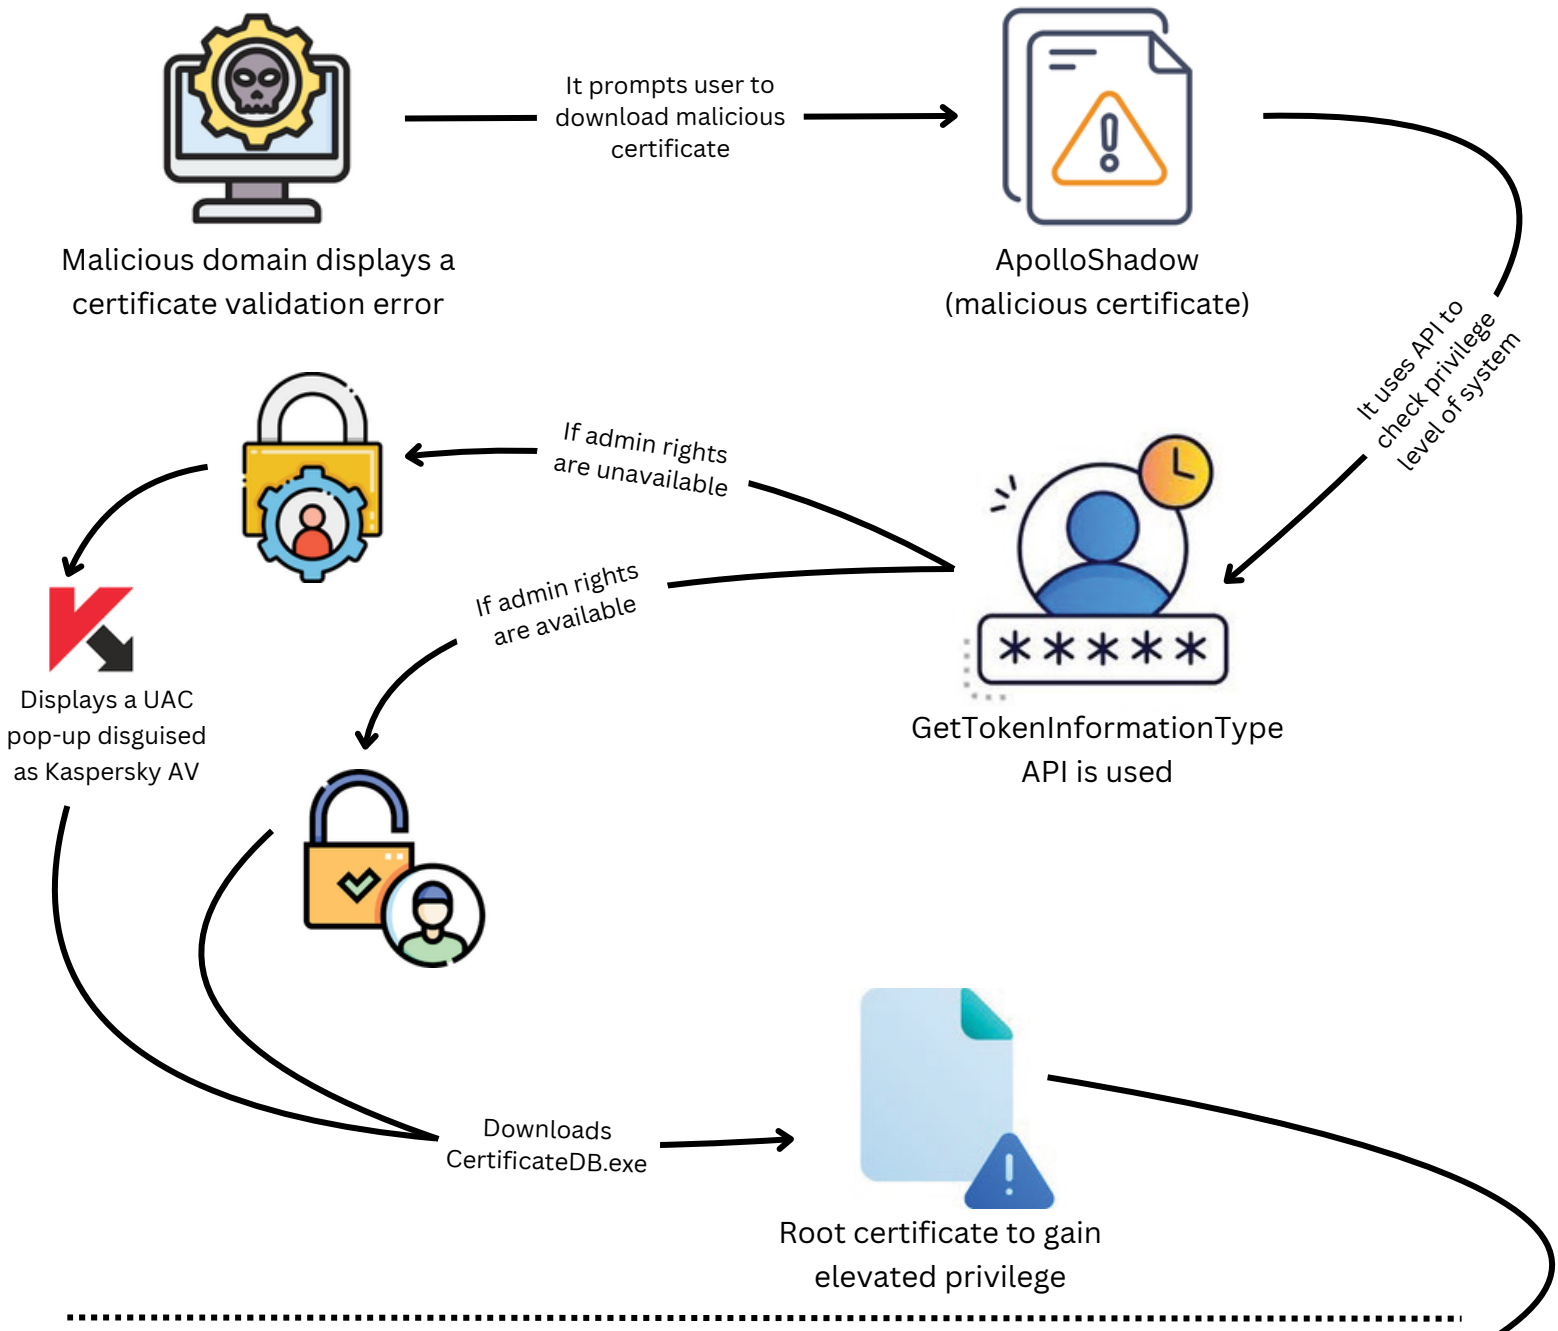 It prompts user to
download malicious
certificate
Malicious domain displays a
certificate validation error
ApolloShadow
(malicious certificate)
It uses API to
check privilege
level of system
If admin rights
are unavailable
If admin rights
are available
*****
GetTokenInformationType
API is used
Displays a UAC
pop-up disguised
as Kaspersky AV
Downloads
CertificateDB.exe
Root certificate to gain
elevated privilege